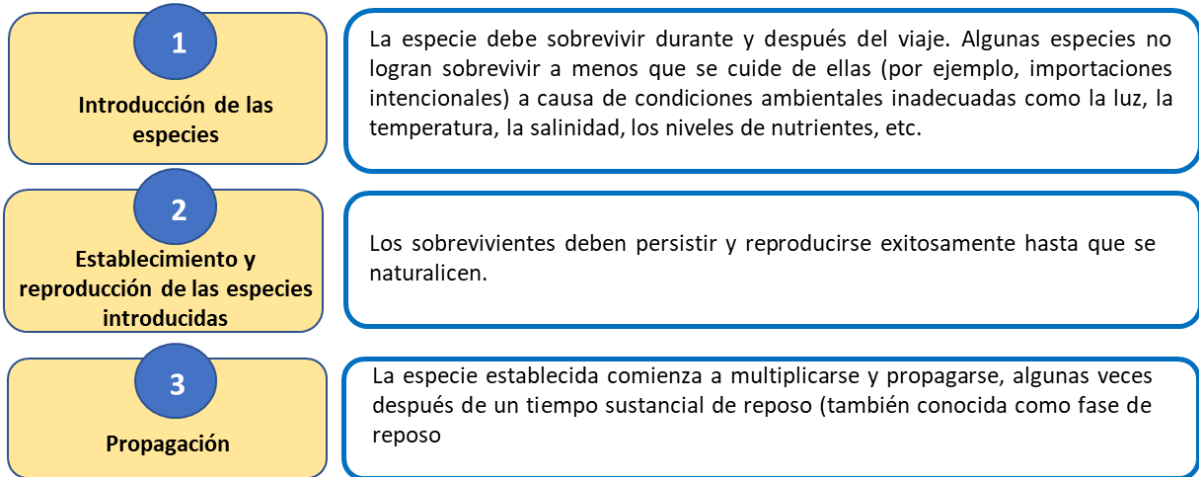 1
Introducción de las
especies
La especie debe sobrevivir durante y después del viaje. Algunas especies no
logran sobrevivir a menos que se cuide de ellas (por ejemplo, importaciones
intencionales) a causa de condiciones ambientales inadecuadas como la luz, la
temperatura, la salinidad, los niveles de nutrientes, etc.
2
Establecimiento y
reproducción de las especies
introducidas
Los sobrevivientes deben persistir y reproducirse exitosamente hasta que se
naturalicen.
3
Propagación
La especie establecida comienza a multiplicarse y propagarse, algunas veces
después de un tiempo sustancial de reposo (también conocida como fase de
reposo